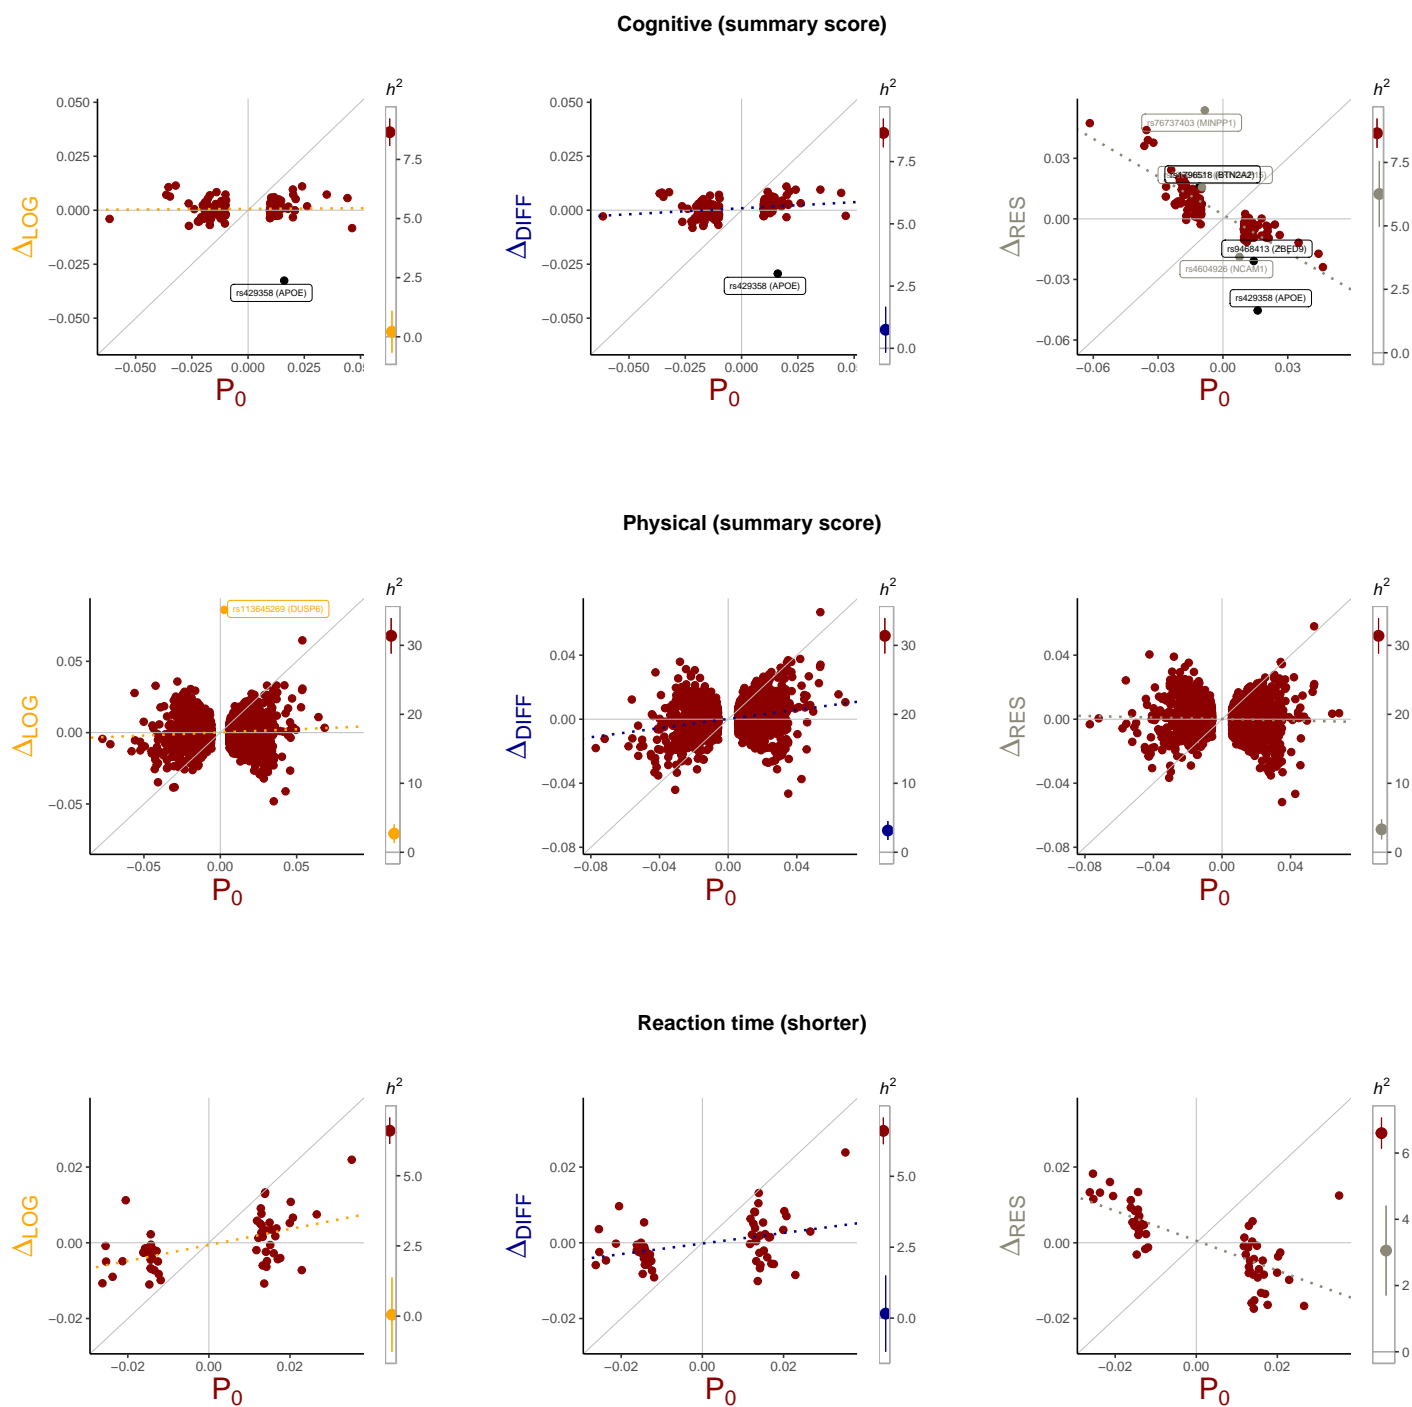 Cognitive (summary score)
h2
0.050
0.025
0.000
−0.025
−0.050
ΔLOG
rs429358 (APOE)
−0.050 −0.025 0.000 0.025
P0
7.5
5.0
2.5
0.0
h2
0.050
0.025
0.000
−0.025
−0.050
ΔDIFF
rs429358 (APOE)
−0.050 −0.025 0.000 0.025
P0
7.5
5.0
2.5
0.0
h2
0.03
0.00
−0.03
−0.06
ΔRES
rs76737403 (MINPP1)
(BTN2A2)
rs9468413 (ZBED9)
rs4604926 (NCAM1)
rs429358 (APOE)
−0.06 −0.03 0.00 0.03
P0
7.5
5.0
2.5
0.0
Physical (summary score)
h2
0.05
0.00
−0.05
ΔLOG
rs113645269 (DUSP6)
−0.05 0.00 0.05
P0
30
20
10
0
h2
0.04
0.00
−0.04
−0.08
ΔDIFF
−0.08 −0.04 0.00 0.04
P0
30
20
10
0
h2
0.04
0.00
−0.04
−0.08
ΔRES
−0.08 −0.04 0.00 0.04
P0
30
20
10
0
Reaction time (shorter)
h2
0.02
0.00
−0.02
ΔLOG
−0.02 0.00 0.02
P0
5.0
2.5
0.0
h2
0.02
0.00
−0.02
ΔDIFF
−0.02 0.00 0.02
P0
5.0
2.5
0.0
h2
0.02
0.00
−0.02
ΔRES
−0.02 0.00 0.02
P0
6
4
2
0